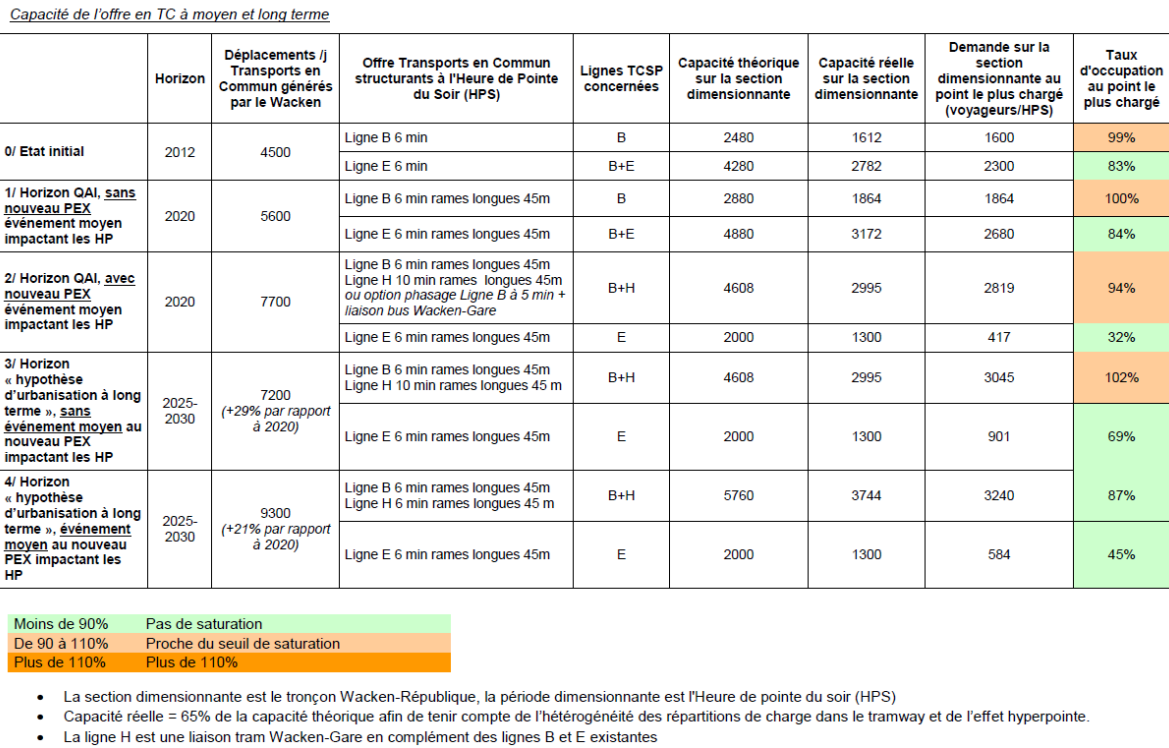 Capacité de l'offre en TC à moyen et long terme
Horizon
Déplacements /j
Transports en
Commun générés
par le Wacken
Offre Transports en Commun
structurants à l'Heure de Pointe
du Soir (HPS)
Lignes TCSP
concernées
Capacité théorique
sur la section
dimensionnante
Capacité réelle
sur la section
dimensionnante
Demande sur la
section
dimensionnante au
point le plus chargé
(voyageurs/HPS)
Taux
d'occupation
au point le
plus chargé
0/ Etat initial
2012
4500
Ligne B 6 min
B
2480
1612
1600
99%
Ligne E 6 min
B+E
4280
2782
2300
83%
1/ Horizon QAI, sans
nouveau PEX
événement moyen
impactant les HP
2020
5600
Ligne B 6 min rames longues 45m
B
2880
1864
1864
100%
Ligne E 6 min rames longues 45m
B+E
4880
3172
2680
84%
2/ Horizon QAI, avec
nouveau PEX
événement moyen
impactant les HP
2020
7700
Ligne B 6 min rames longues 45m
Ligne H 10 min rames longues 45m
ou option phasage Ligne B à 5 min +
liaison bus Wacken-Gare
B+H
4608
2995
2819
94%
Ligne E 6 min rames longues 45m
E
2000
1300
417
32%
3/ Horizon
« hypothèse
d'urbanisation à long
terme », sans
événement moyen au
nouveau PEX
impactant les HP
2025-
2030
7200
(+29% par rapport
à 2020)
Ligne B 6 min rames longues 45m
Ligne H 10 min rames longues 45 m
B+H
4608
2995
3045
102%
Ligne E 6 min rames longues 45m
E
2000
1300
901
69%
4/ Horizon
« hypothèse
d'urbanisation à long
terme », événement
moyen au nouveau
PEX impactant les
HP
2025-
2030
9300
(+21% par rapport
à 2020)
Ligne B 6 min rames longues 45m
Ligne H 6 min rames longues 45 m
B+H
5760
3744
3240
87%
Ligne E 6 min rames longues 45m
E
2000
1300
584
45%
Moins de 90% Pas de saturation
De 90 à 110% Proche du seuil de saturation
Plus de 110% Plus de 110%
• La section dimensionnante est le tronçon Wacken-République, la période dimensionnante est l'Heure de pointe du soir (HPS)
• Capacité réelle = 65% de la capacité théorique afin de tenir compte de l'hétérogénéité des répartitions de charge dans le tramway et de l'effet hyperpointe.
• La ligne H est une liaison tram Wacken-Gare en complément des lignes B et E existantes